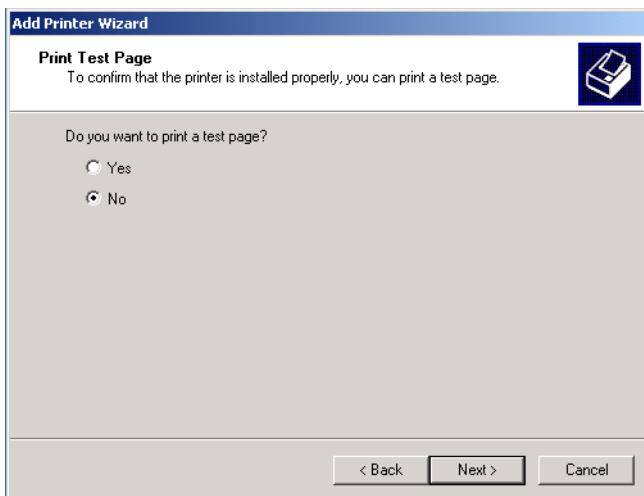 Add Printer Wizard
Print Test Page
To confirm that the printer is installed properly, you can print a test page.
Do you want to print a test page?
Yes
No
< Back
Next >
Cancel